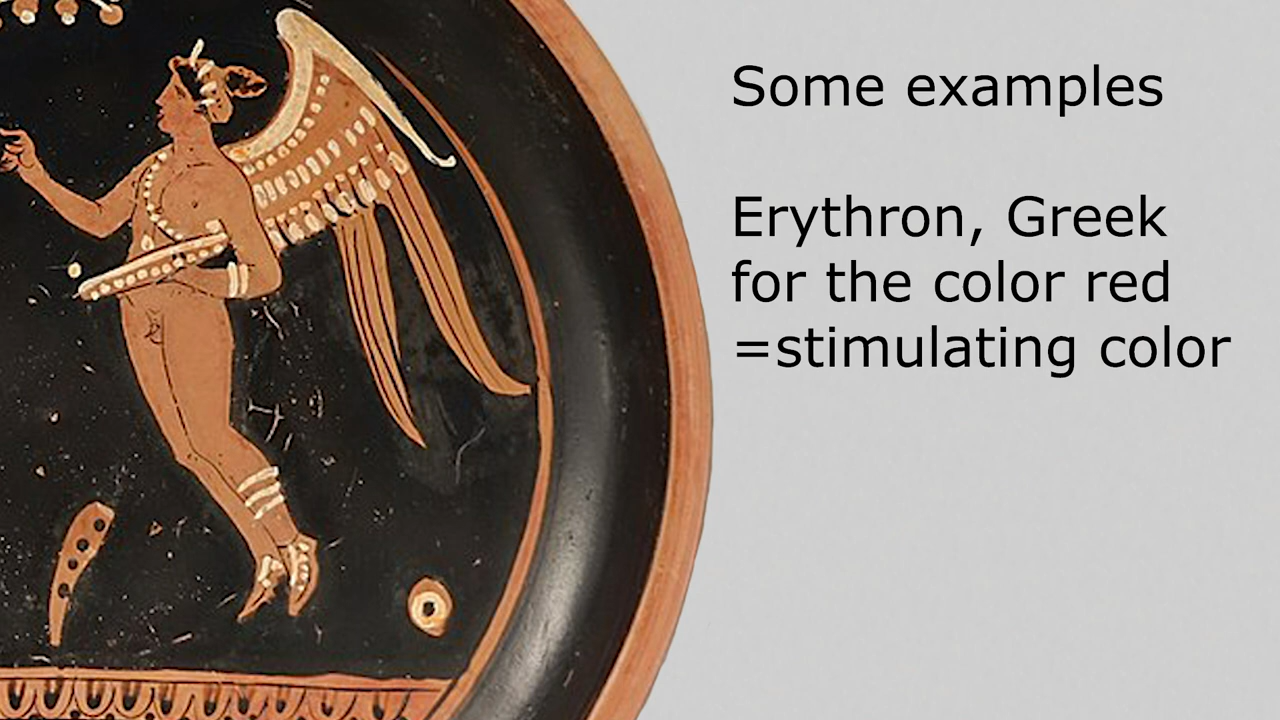 Some examples
Erythron, Greek
for the color red
=stimulating color